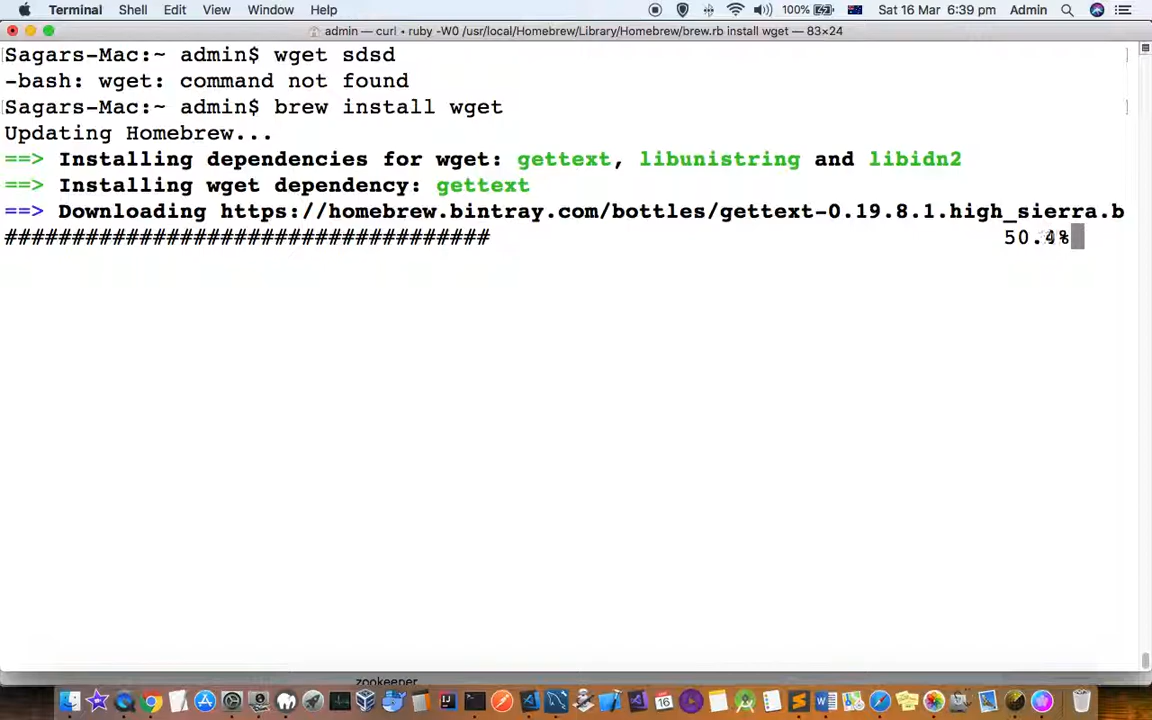 Terminal Shell Edit View Window Help 100% Sat 16 Mar 6:39 pm Admin
admin — curl • ruby -W0 /usr/local/Homebrew/Library/Homebrew/brew.rb install wget — 83×24
Sagars-Mac:~ admin$ wget sdsd
-bash: wget: command not found
Sagars-Mac:~ admin$ brew install wget
Updating Homebrew...
==> Installing dependencies for wget: gettext, libunistring and libidn2
==> Installing wget dependency: gettext
==> Downloading https://homebrew.bintray.com/bottles/gettext-0.19.8.1.high_sierra.b
#################################### 50.4%
zookeeper
16